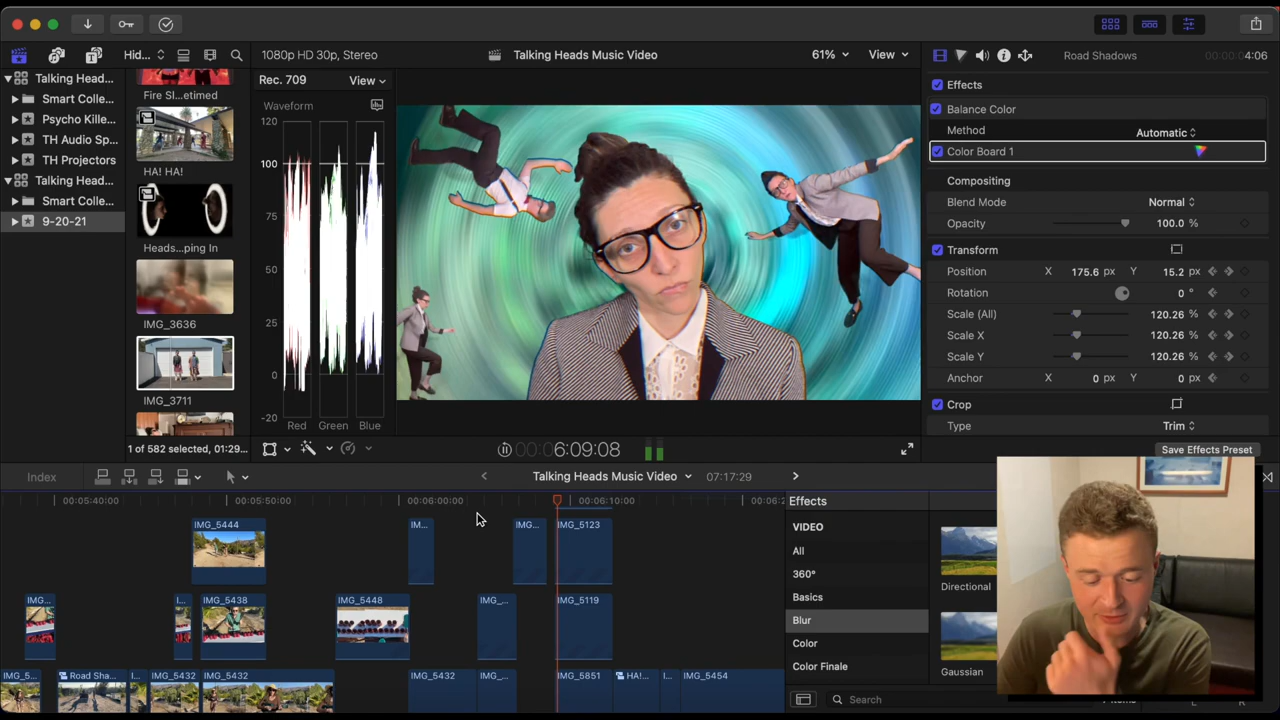 Hid...
1080p HD 30p, Stereo
Talking Heads Music Video
61%
View
Road Shadows
4:06
Talking Head...
Smart Colle...
Psycho Kille...
TH Audio Sp...
TH Projectors
Talking Head...
Smart Colle...
9-20-21
Fire Sl...etimed
HA! HA!
Heads...ping In
IMG_3636
IMG_3711
1 of 582 selected, 01:29...
Rec. 709
View
Waveform
120
100
75
50
25
0
-20
Red
Green
Blue
6:09:08
Effects
Balance Color
Method
Automatic
Color Board 1
Compositing
Blend Mode
Normal
Opacity
100.0 %
Transform
Position
X
175.6 px
Y
15.2 px
Rotation
0 °
Scale (All)
120.26 %
Scale X
120.26 %
Scale Y
120.26 %
Anchor
X
0 px
Y
0 px
Crop
Type
Trim
Save Effects Preset
Index
Talking Heads Music Video
07:17:29
00:05:40:00
00:05:50:00
00:06:00:00
00:06:10:00
00:06:2
IMG_5444
IM...
IMG...
IMG_5123
IMG...
I...
IMG_5438
IMG_5448
IMG_...
IMG_5119
IMG_5...
Road Sha...
I...
IMG_5432
IMG_5432
IMG_5432
IMG_...
IMG_5851
HA!...
I...
IMG_5454
Effects
VIDEO
All
360°
Basics
Blur
Color
Color Finale
Directional
Gaussian
Search
L
R